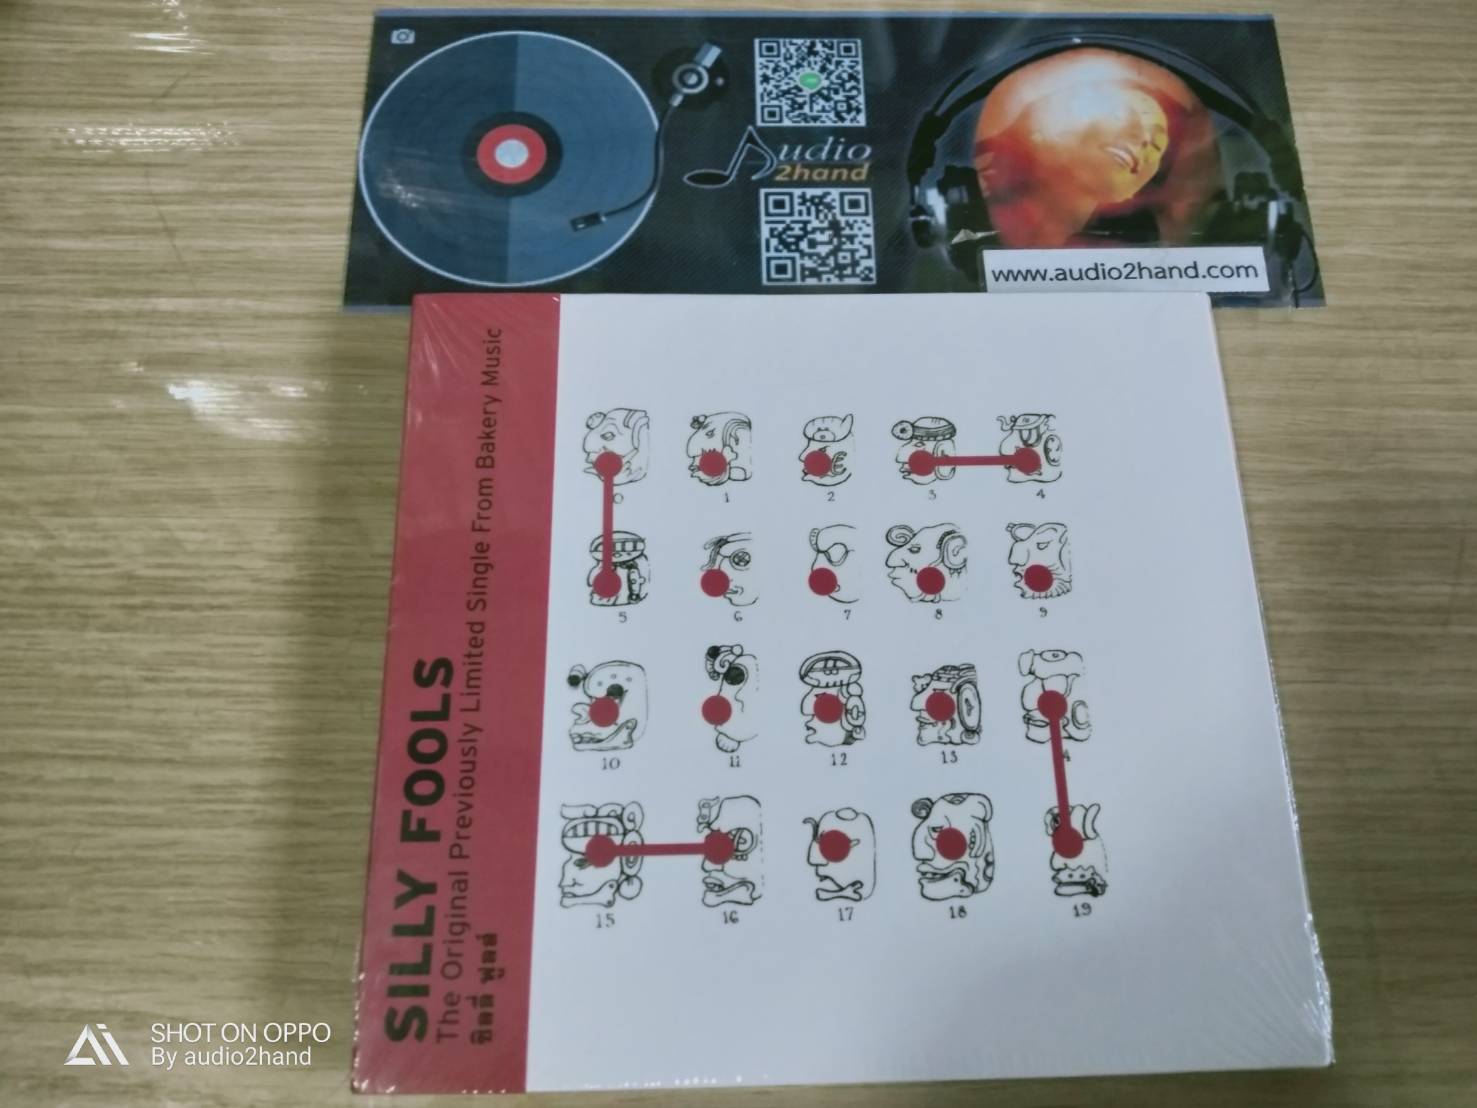 Audio
2hand
www.audio2hand.com
SILLY FOOLS
The Original Previously Limited Single From Bakery Music
ซิลลี่ ฟูลส์
0
1
2
3
4
5
6
7
8
9
10
11
12
13
4
15
16
17
18
19
SHOT ON OPPO
By audio2hand